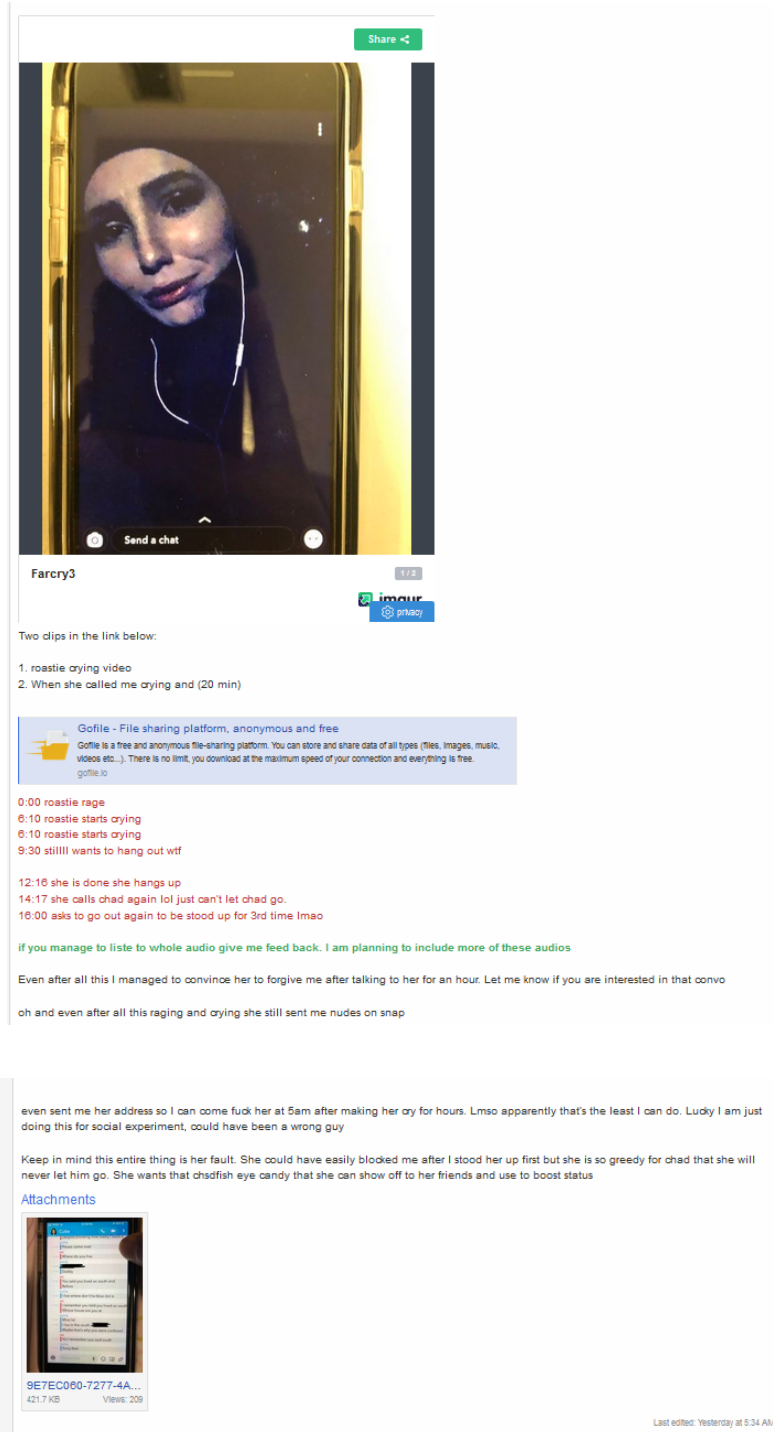 Share
Send a chat
Farcry3
1 / 2
imgur
privacy
Two clips in the link below:
1. roastie crying video
2. When she called me crying and (20 min)
Gofile - File sharing platform, anonymous and free
Gofile is a free and anonymous file-sharing platform. You can store and share data of all types (files, images, music,
videos etc...). There is no limit, you download at the maximum speed of your connection and everything is free.
gofile.io
0:00 roastie rage
6:10 roastie starts crying
6:10 roastie starts crying
9:30 stillll wants to hang out wtf
12:16 she is done she hangs up
14:17 she calls chad again lol just can't let chad go.
16:00 asks to go out again to be stood up for 3rd time lmao
if you manage to liste to whole audio give me feed back. I am planning to include more of these audios
Even after all this I managed to convince her to forgive me after talking to her for an hour. Let me know if you are interested in that convo
oh and even after all this raging and crying she still sent me nudes on snap
even sent me her address so I can come fuck her at 5am after making her cry for hours. Lmso apparently that's the least I can do. Lucky I am just
doing this for social experiment, could have been a wrong guy
Keep in mind this entire thing is her fault. She could have easily blocked me after I stood her up first but she is so greedy for chad that she will
never let him go. She wants that chsdfish eye candy that she can show off to her friends and use to boost status
Attachments
9E7EC060-7277-4A...
421.7 KB
Views: 209
Last edited: Yesterday at 5:34 AM